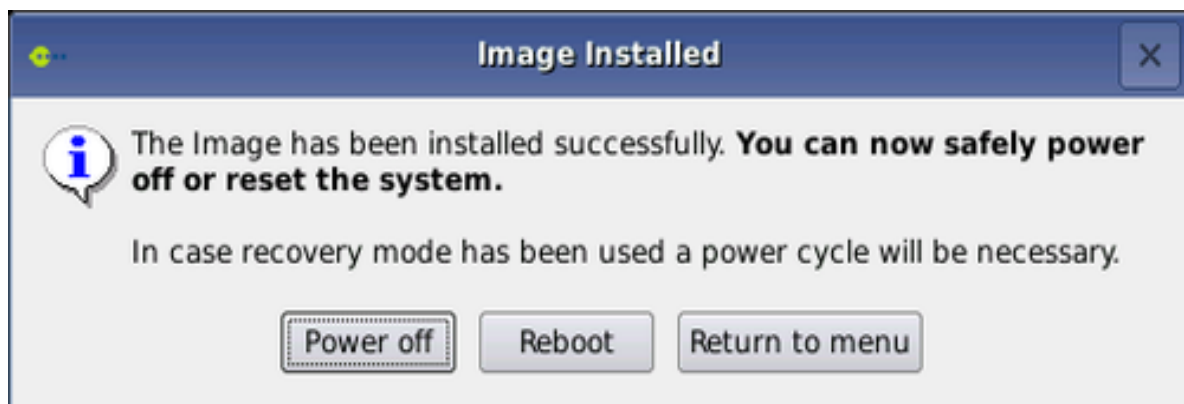 Image Installed
The Image has been installed successfully. You can now safely power
off or reset the system.
In case recovery mode has been used a power cycle will be necessary.
Power off Reboot Return to menu